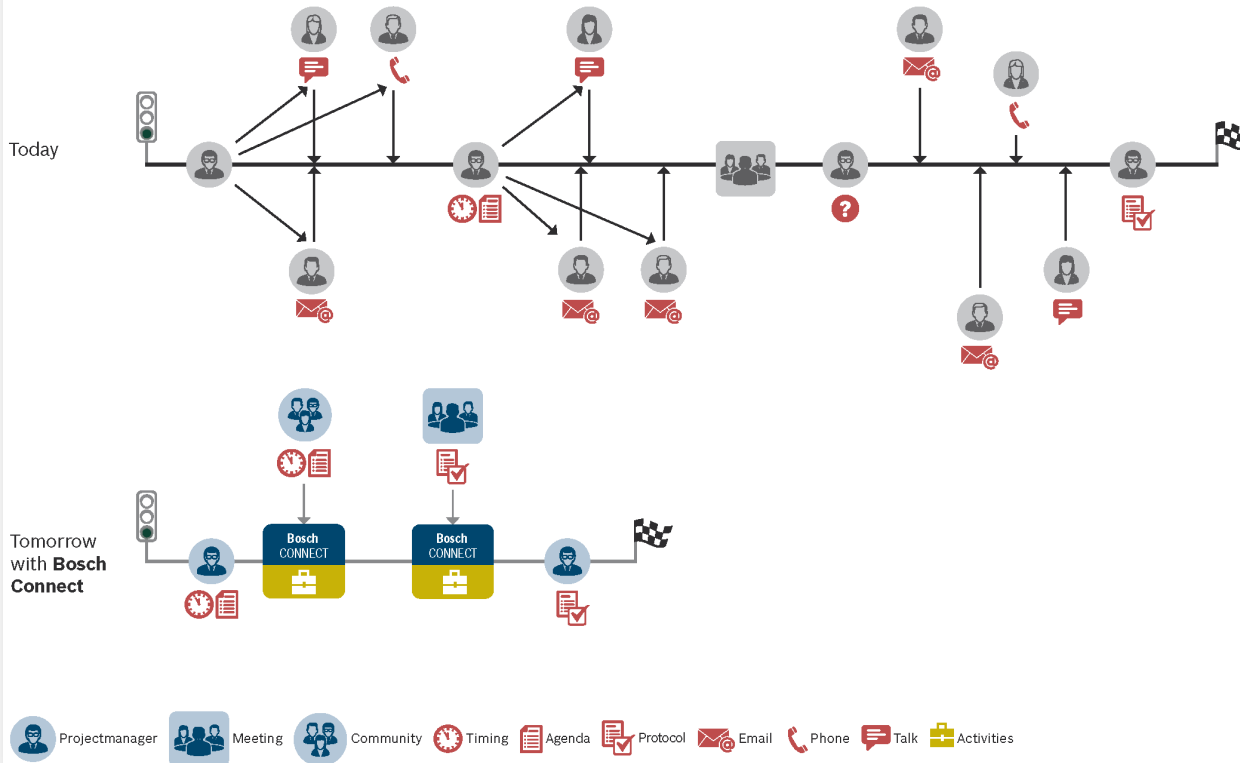 Today
@
@
?
@
@
@
Bosch
CONNECT
Bosch
CONNECT
Tomorrow
with Bosch
Connect
Projectmanager Meeting Community Timing Agenda Protocol @ Email Phone Talk Activities